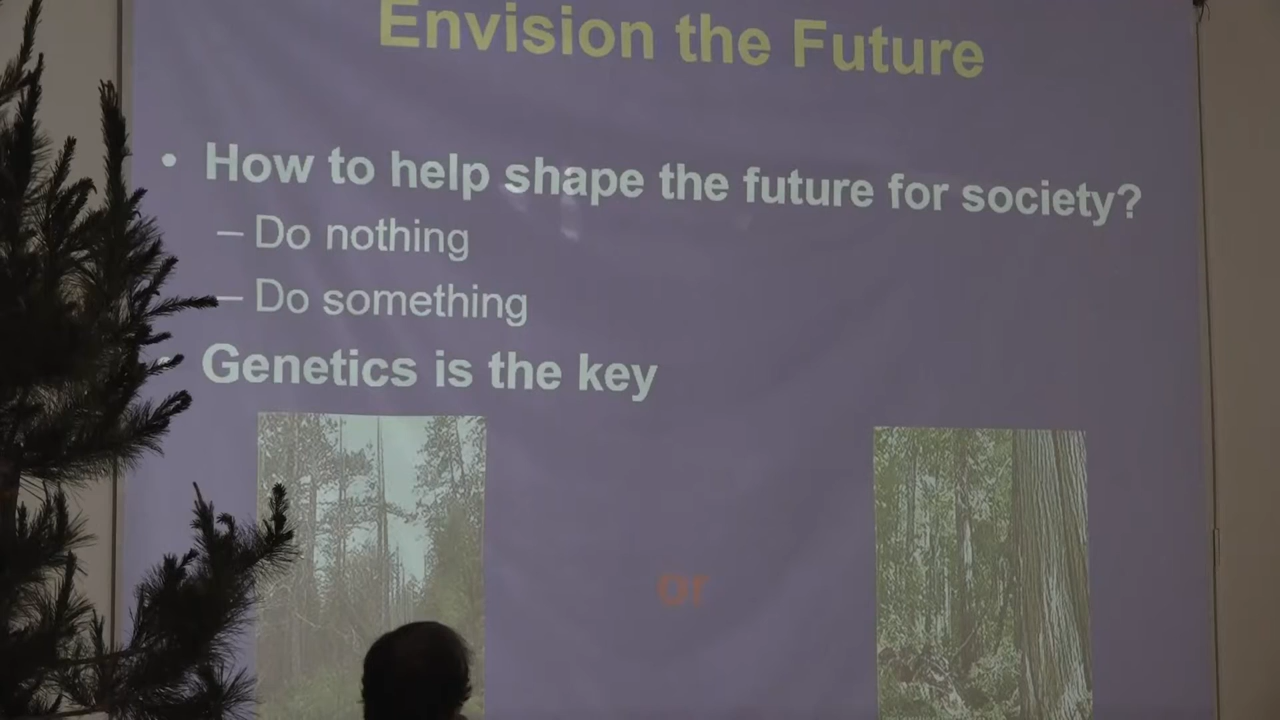 Envision the Future
• How to help shape the future for society?
– Do nothing
– Do something
• Genetics is the key
or